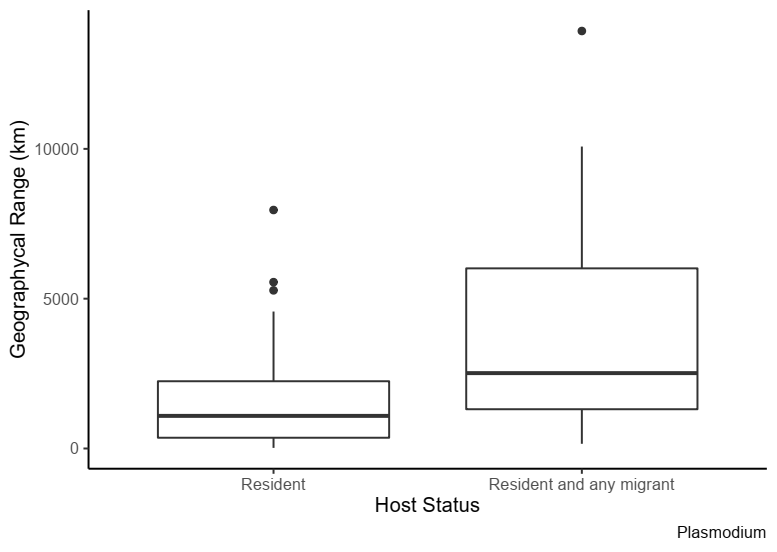 Geographycal Range (km)
10000
5000
0
Resident
Resident and any migrant
Host Status
Plasmodium